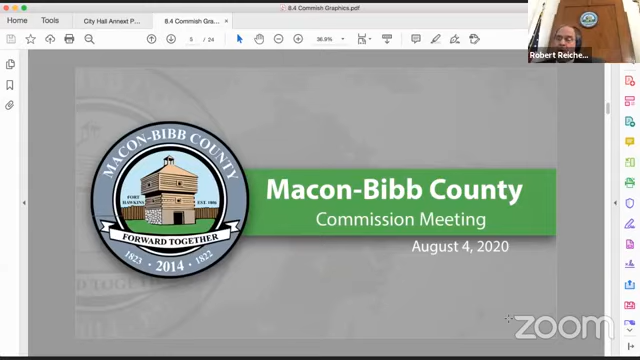 8.4 Commish Graphics.pdf
Home
Tools
City Hall Annext P...
8.4 Commish Gra...
×
5 / 24
36.9%
Robert Reiche...
MACON-BIBB COUNTY
FORT HAWKINS
EST. 1806
FORWARD TOGETHER
1823 • 2014 • 1822
Macon-Bibb County
Commission Meeting
August 4, 2020
zoom